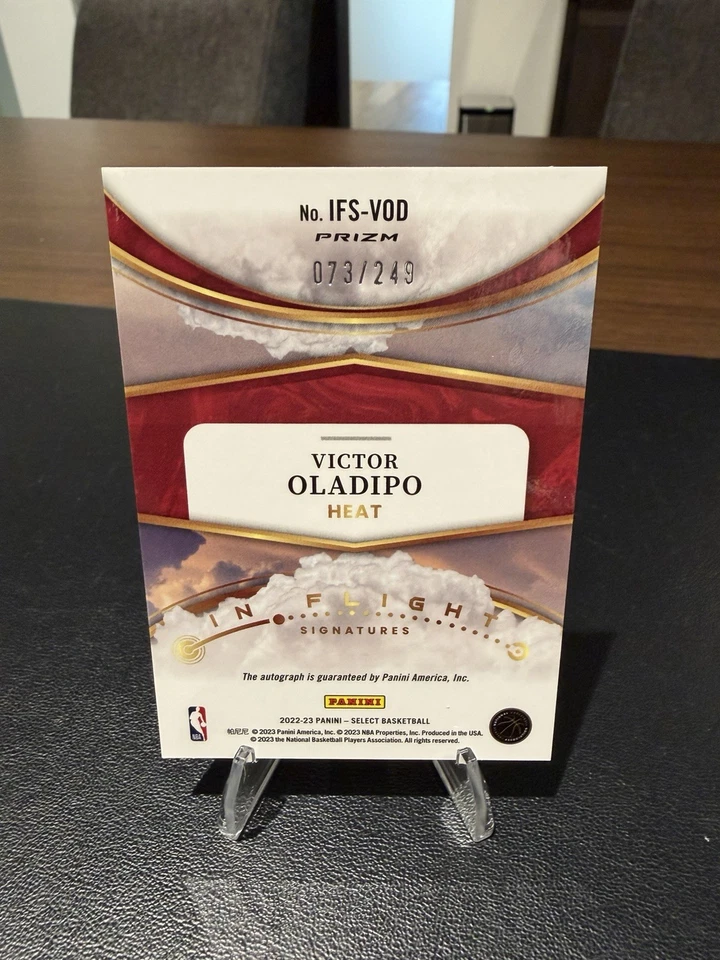 No. IFS-VOD
PRIZM
073/249
VICTOR
OLADIPO
HEAT
IN FLIGHT
SIGNATURES
The autograph is guaranteed by Panini America, Inc.
PANINI
2022-23 PANINI – SELECT BASKETBALL
帕尼尼 © 2023 Panini America, Inc. © 2023 NBA Properties, Inc. Produced in the USA.
© 2023 the National Basketball Players Association. All rights reserved.
NBA